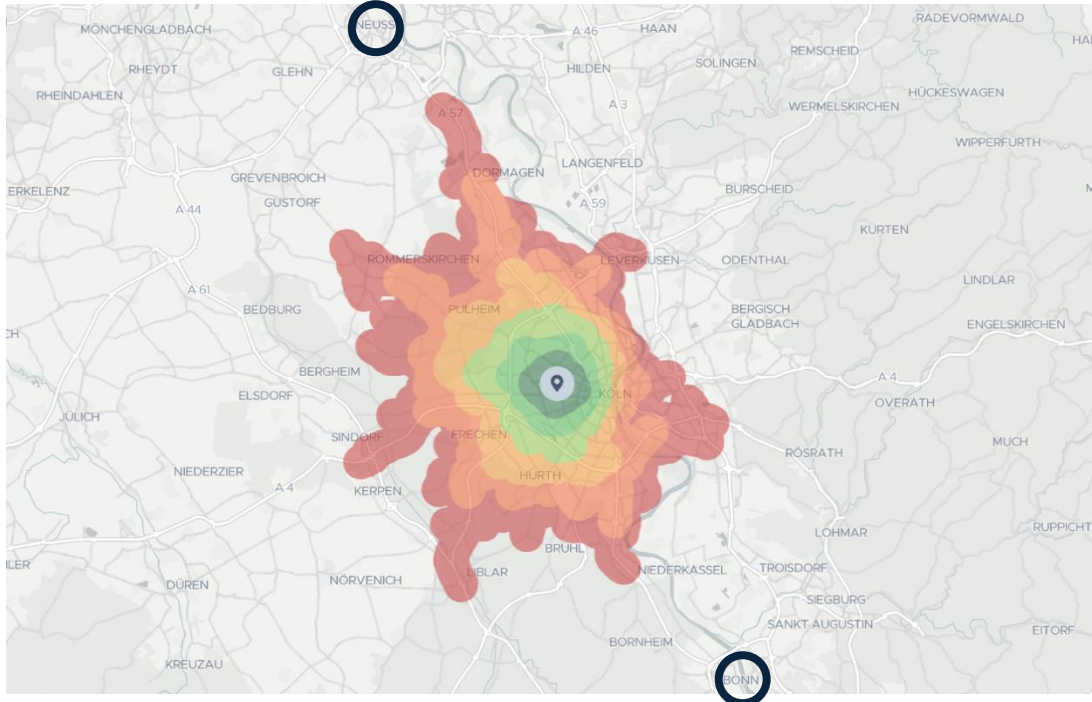 NEUSS
MÖNCHENGLADBACH
A 46
HAAN
RADEVORMWALD
REMSCHEID
RHEYDT
GLEHN
HILDEN
SOLINGEN
HÜCKESWAGEN
RHEINDAHLEN
A 57
A 3
WERMELSKIRCHEN
WIPPERFÜRTH
ERKELENZ
GREVENBROICH
DORMAGEN
LANGENFELD
BURSCHEID
GUSTORF
A 44
A 59
KÜRTEN
ROMMERSKIRCHEN
LEVERKUSEN
ODENTHAL
LINDLAR
A 61
BEDBURG
PULHEIM
BERGISCH
GLADBACH
ENGELSKIRCHEN
BERGHEIM
A 4
ELSDORF
KÖLN
OVERATH
JÜLICH
SINDORF
FRECHEN
MUCH
RÖSRATH
NIEDERZIER
HÜRTH
A 4
KERPEN
RUPPICHT
LOHMAR
BRÜHL
LIBLAR
NIEDERKASSEL
TROISDORF
DÜREN
NÖRVENICH
SIEGBURG
SANKT AUGUSTIN
EITORF
BORNHEIM
KREUZAU
BONN